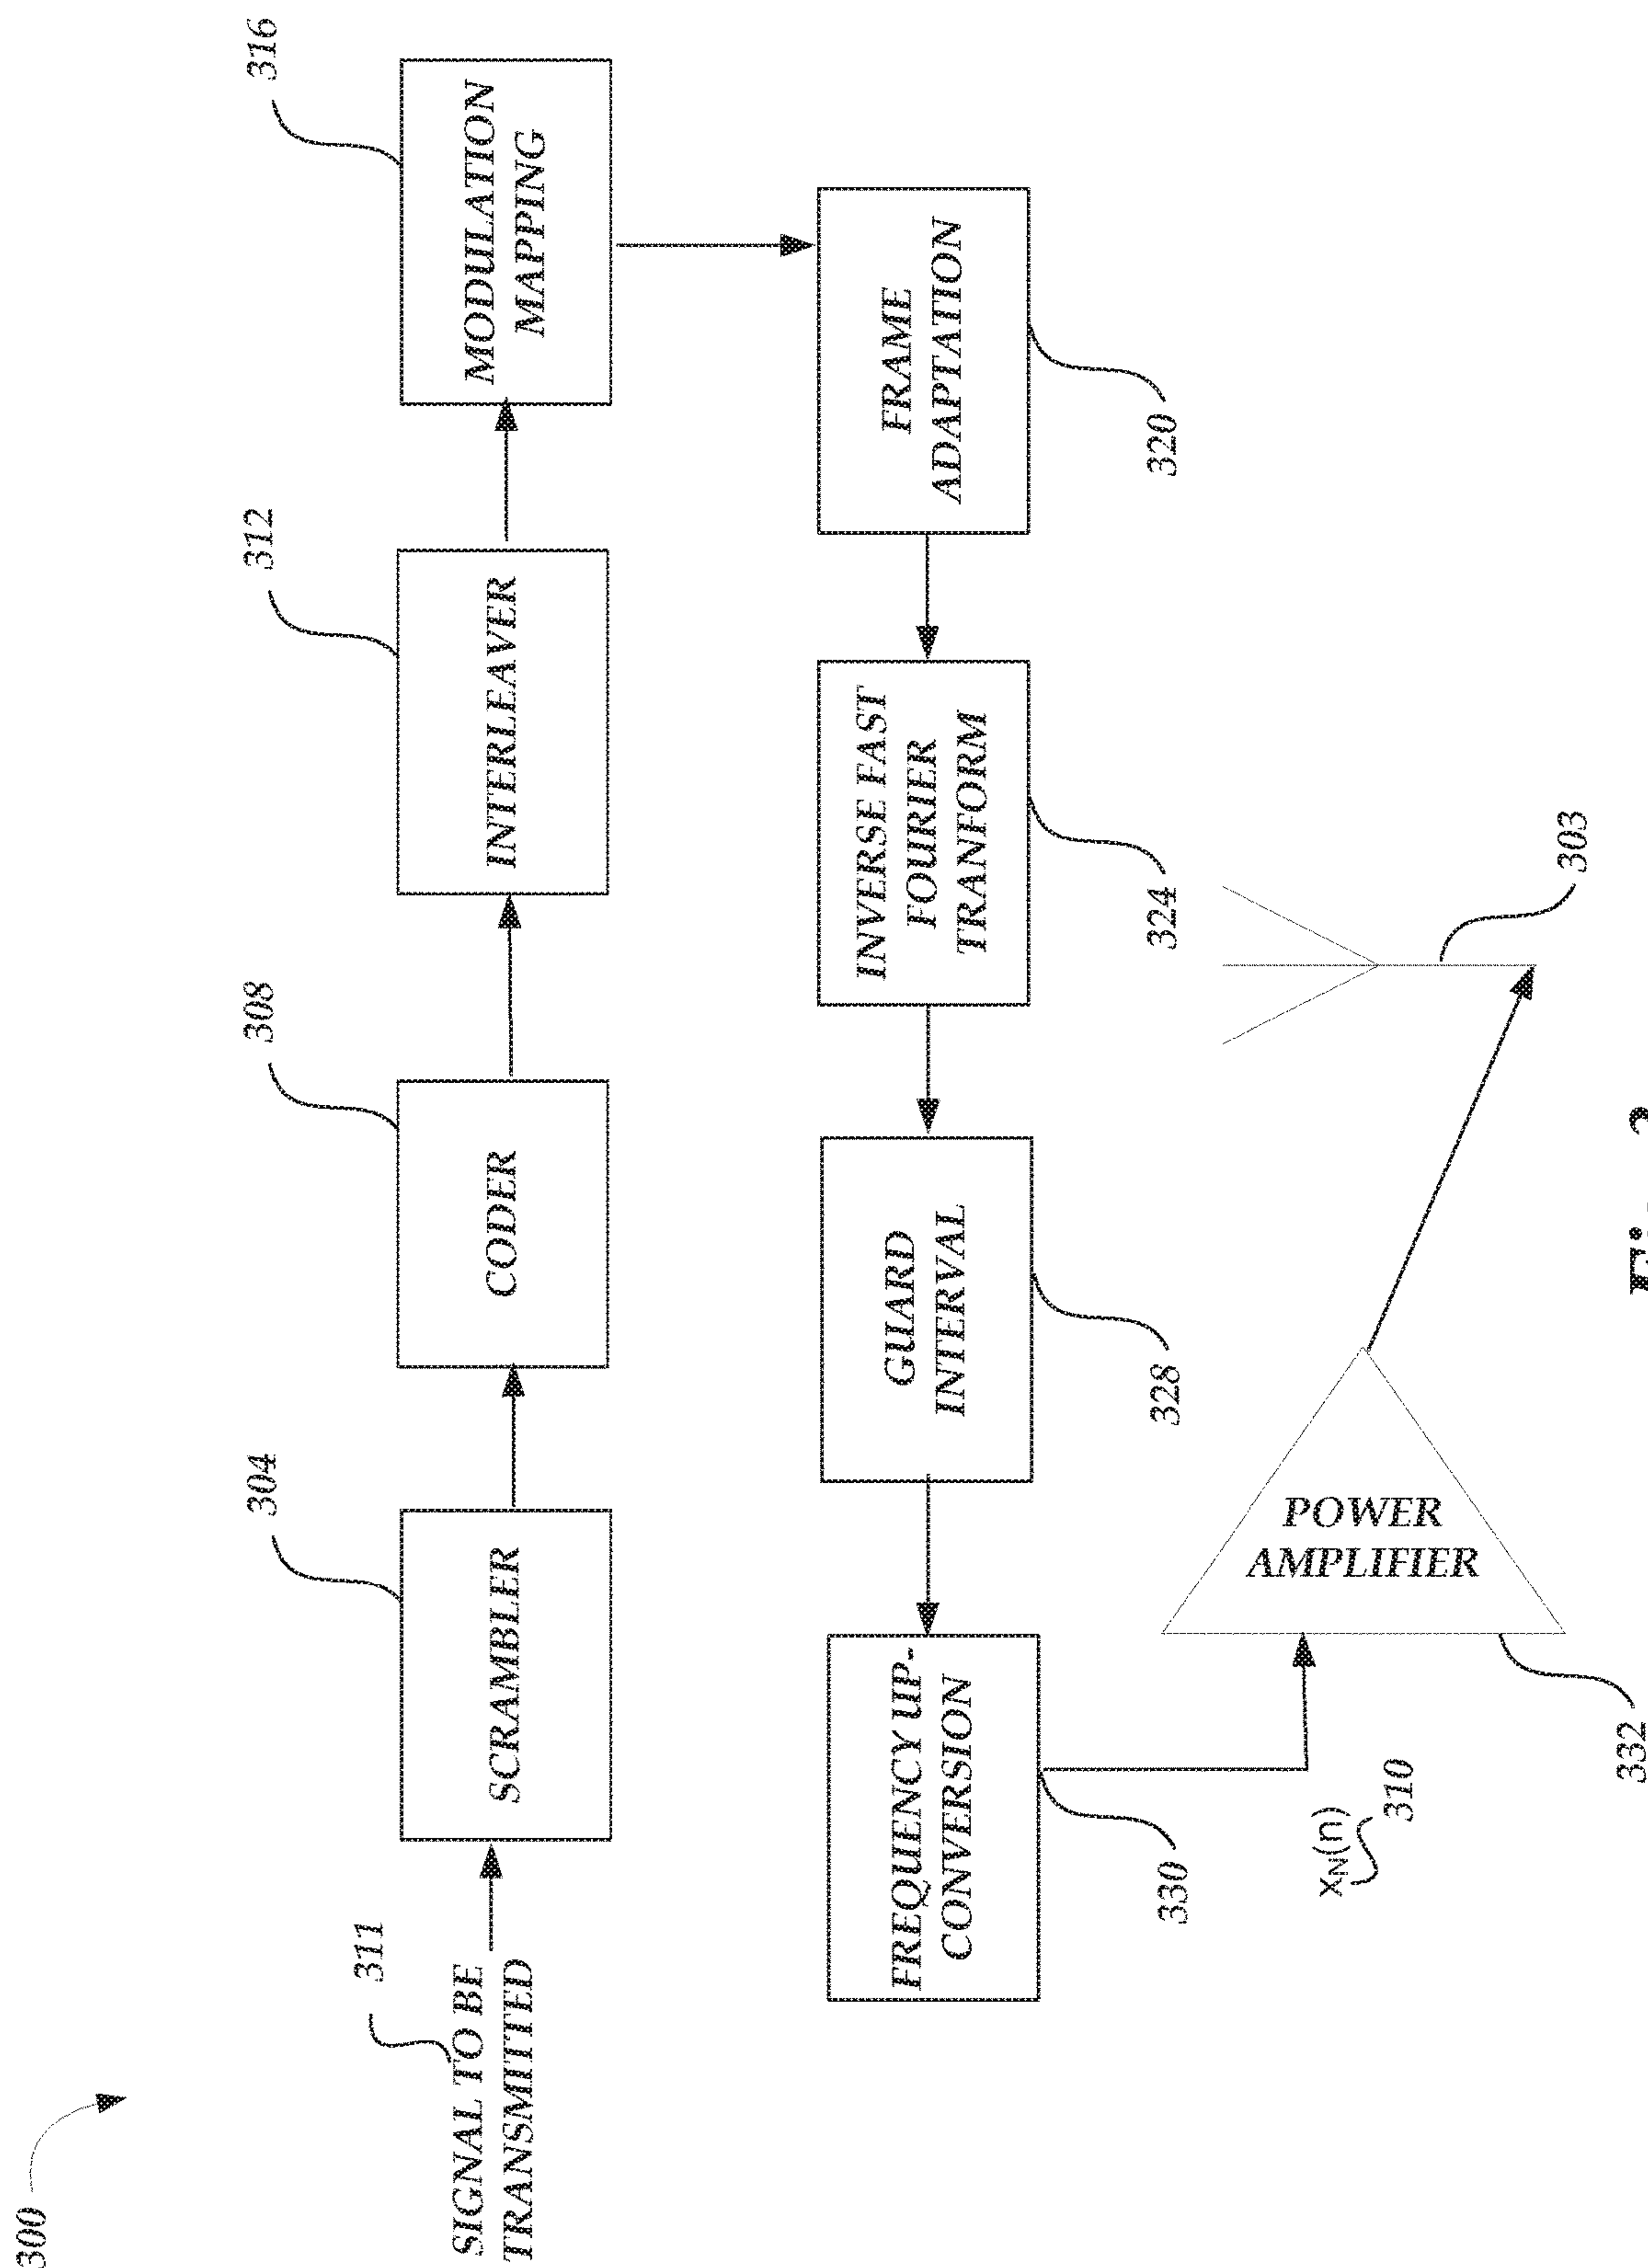 300
SIGNAL TO BE
TRANSMITTED
311
SCRAMBLER
304
CODER
308
INTERLEAVER
312
MODULATION
MAPPING
316
FRAME
ADAPTATION
320
INVERSE FAST
FOURIER
TRANFORM
324
GUARD
INTERVAL
328
FREQUENCY UP-
CONVERSION
330
xN(n)
310
POWER
AMPLIFIER
332
303